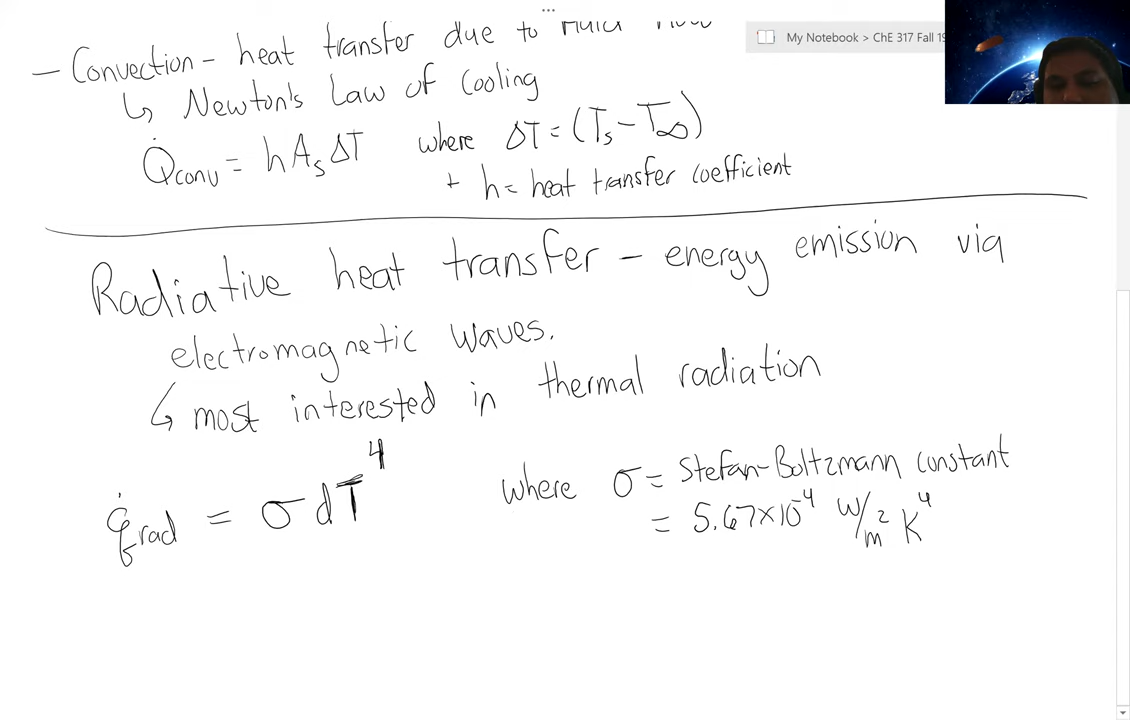 - Convection - heat transfer due to
My Notebook > ChE 317 Fall
↳ Newton's Law of Cooling
Q̇conv = hAsΔT where ΔT = (Ts - T∞)
+ h = heat transfer coefficient
Radiative heat transfer - energy emission via
electromagnetic waves.
↳ most interested in thermal radiation
q̇rad = σ dT⁴ where σ = Stefan-Boltzmann constant
= 5.67×10⁻⁴ W/m² K⁴